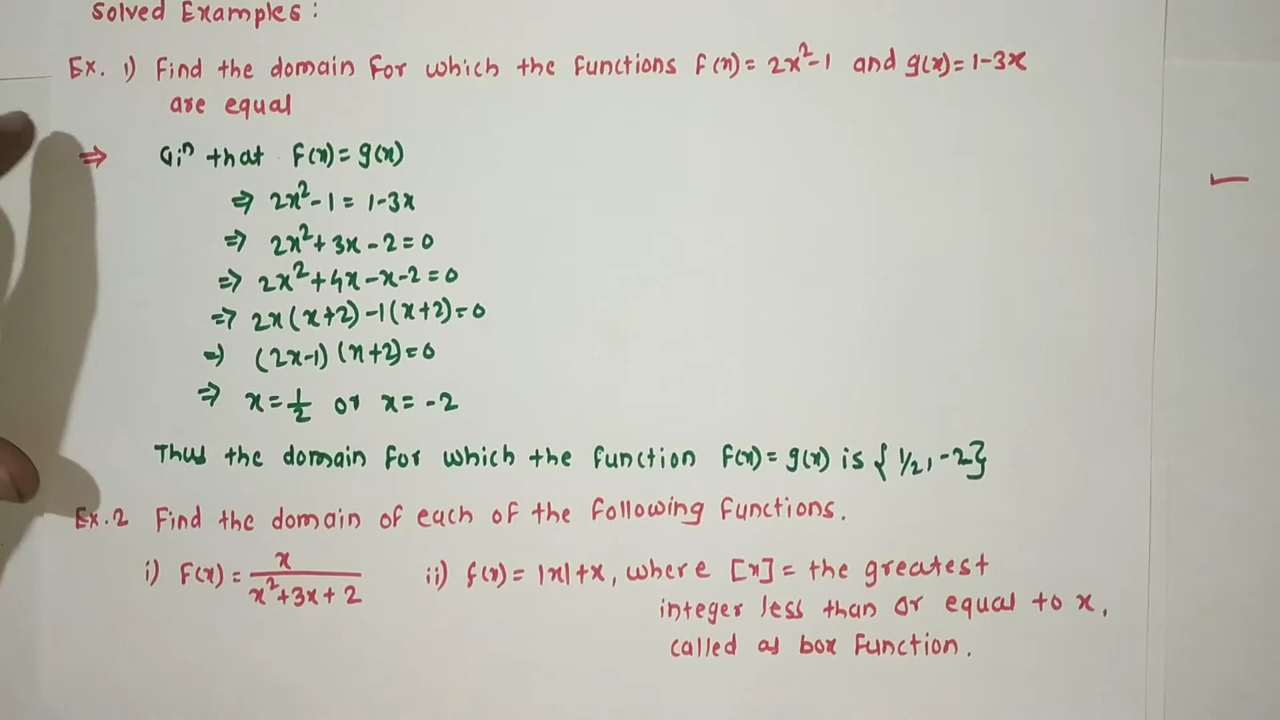 Solved Examples :
Ex. 1) Find the domain for which the functions f(x) = 2x²-1 and g(x) = 1-3x
are equal
⇒ Giⁿ that f(x) = g(x)
⇒ 2x²-1 = 1-3x
⇒ 2x²+3x-2=0
⇒ 2x²+4x-x-2=0
⇒ 2x(x+2)-1(x+2)=0
⇒ (2x-1)(x+2)=0
⇒ x=1/2 or x=-2
Thus the domain for which the function f(x)= g(x) is {1/2, -2}
Ex.2 Find the domain of each of the following functions.
i) f(x) = x/(x²+3x+2) ii) f(x) = |x|+x, where [x] = the greatest
integer less than or equal to x,
called as box function.